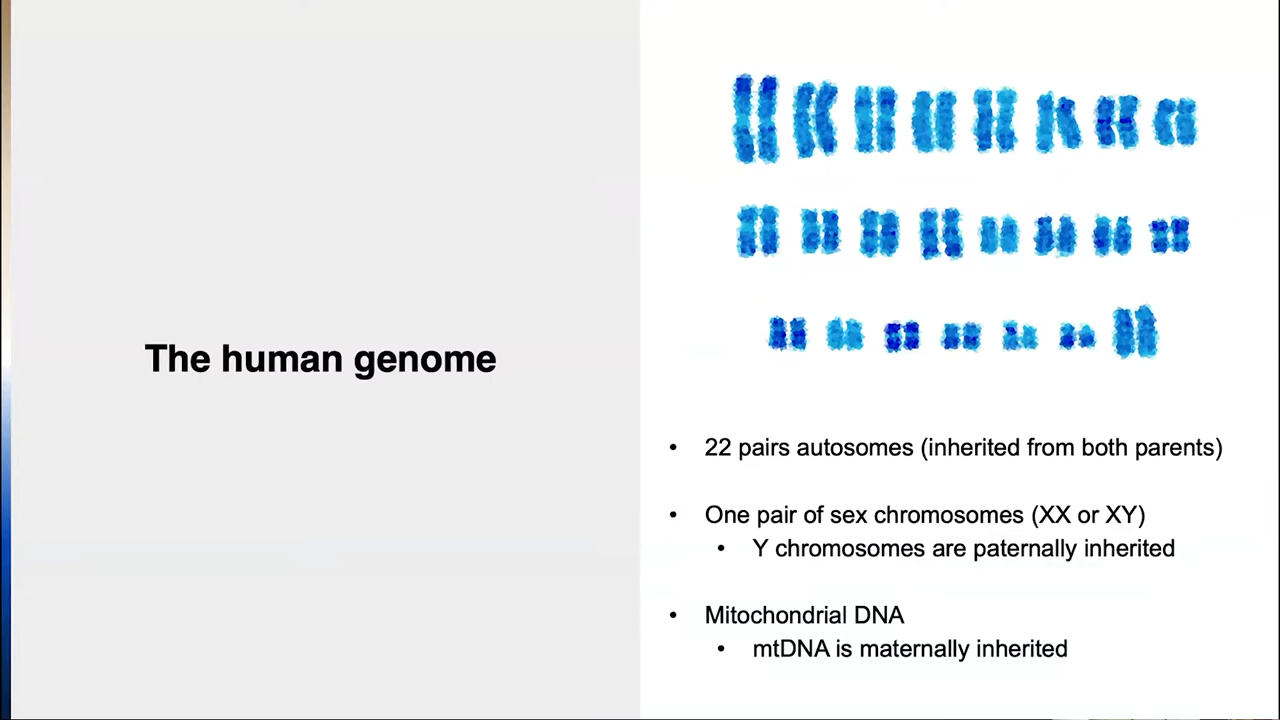 The human genome
• 22 pairs autosomes (inherited from both parents)
• One pair of sex chromosomes (XX or XY)
• Y chromosomes are paternally inherited
• Mitochondrial DNA
• mtDNA is maternally inherited